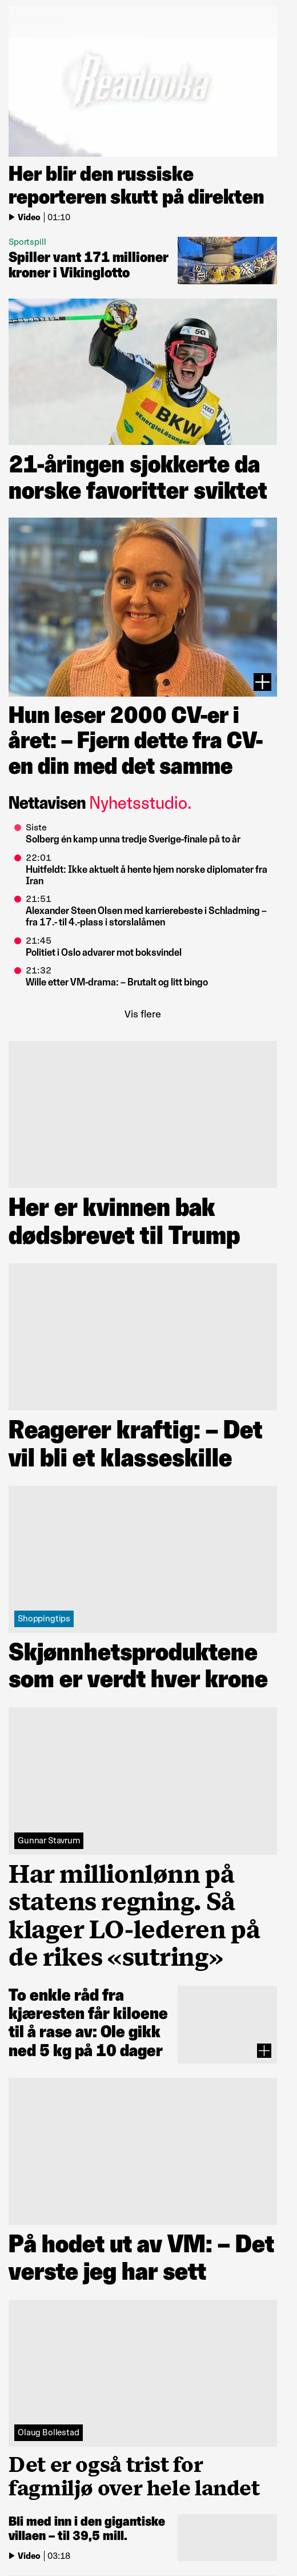 Readovka
Her blir den russiske
reporteren skutt på direkten
Video | 01:10
Sportspill
Spiller vant 171 millioner
kroner i Vikinglotto
5G
BKW
#EnergieLösungen
21-åringen sjokkerte da
norske favoritter sviktet
Hun leser 2000 CV-er i
året: – Fjern dette fra CV-
en din med det samme
Nettavisen Nyhetsstudio.
Siste
Solberg én kamp unna tredje Sverige-finale på to år
22:01
Huitfeldt: Ikke aktuelt å hente hjem norske diplomater fra
Iran
21:51
Alexander Steen Olsen med karrierebeste i Schladming –
fra 17.- til 4.-plass i storslalåmen
21:45
Politiet i Oslo advarer mot boksvindel
21:32
Wille etter VM-drama: – Brutalt og litt bingo
Vis flere
Her er kvinnen bak
dødsbrevet til Trump
Reagerer kraftig: – Det
vil bli et klasseskille
Shoppingtips
Skjønnhetsproduktene
som er verdt hver krone
Gunnar Stavrum
Har millionlønn på
statens regning. Så
klager LO-lederen på
de rikes «sutring»
To enkle råd fra
kjæresten får kiloene
til å rase av: Ole gikk
ned 5 kg på 10 dager
På hodet ut av VM: – Det
verste jeg har sett
Olaug Bollestad
Det er også trist for
fagmiljø over hele landet
Bli med inn i den gigantiske
villaen – til 39,5 mill.
Video | 03:18